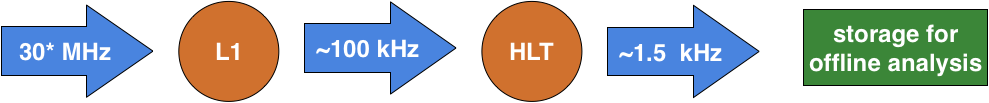 30* MHz
L1
~100 kHz
HLT
~1.5 kHz
storage for
offline analysis